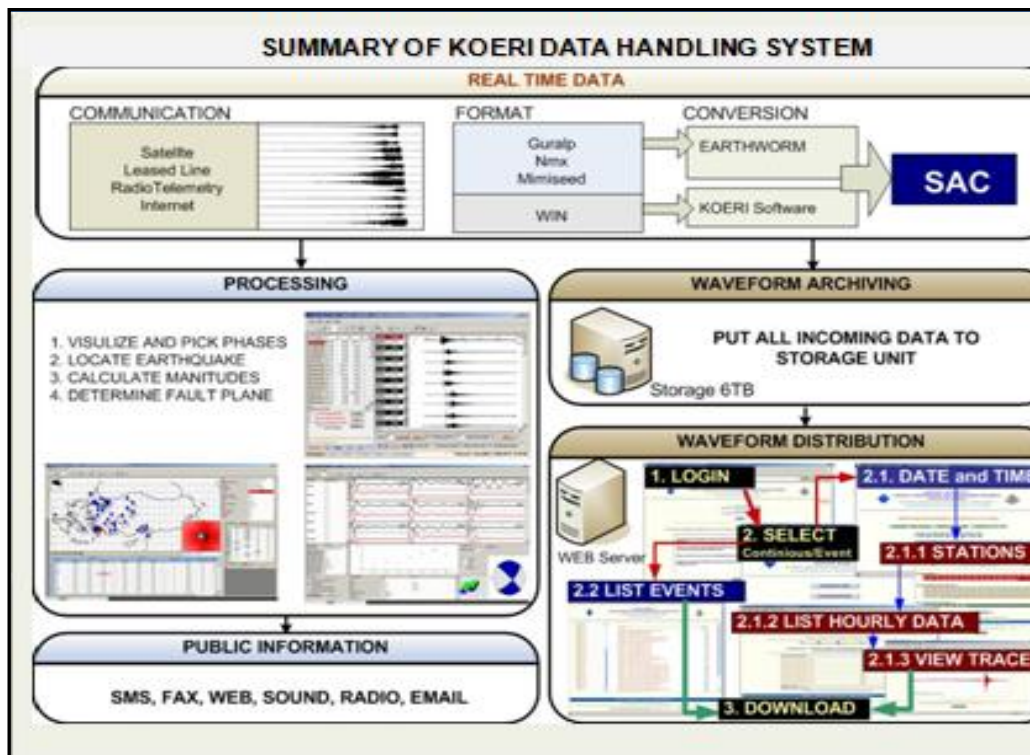 SUMMARY OF KOERI DATA HANDLING SYSTEM
REAL TIME DATA
COMMUNICATION
Satellite
Leased Line
RadioTelemetry
Internet
FORMAT
Guralp
Nmx
Mimiseed
WIN
CONVERSION
EARTHWORM
KOERI Software
SAC
PROCESSING
1. VISULIZE AND PICK PHASES
2. LOCATE EARTHQUAKE
3. CALCULATE MANITUDES
4. DETERMINE FAULT PLANE
PUBLIC INFORMATION
SMS, FAX, WEB, SOUND, RADIO, EMAIL
WAVEFORM ARCHIVING
PUT ALL INCOMING DATA TO
STORAGE UNIT
Storage 6TB
WAVEFORM DISTRIBUTION
WEB Server
1. LOGIN
2. SELECT
Continious/Event
2.1. DATE and TIME
2.1.1 STATIONS
2.2 LIST EVENTS
2.1.2 LIST HOURLY DATA
2.1.3 VIEW TRACE
3. DOWNLOAD